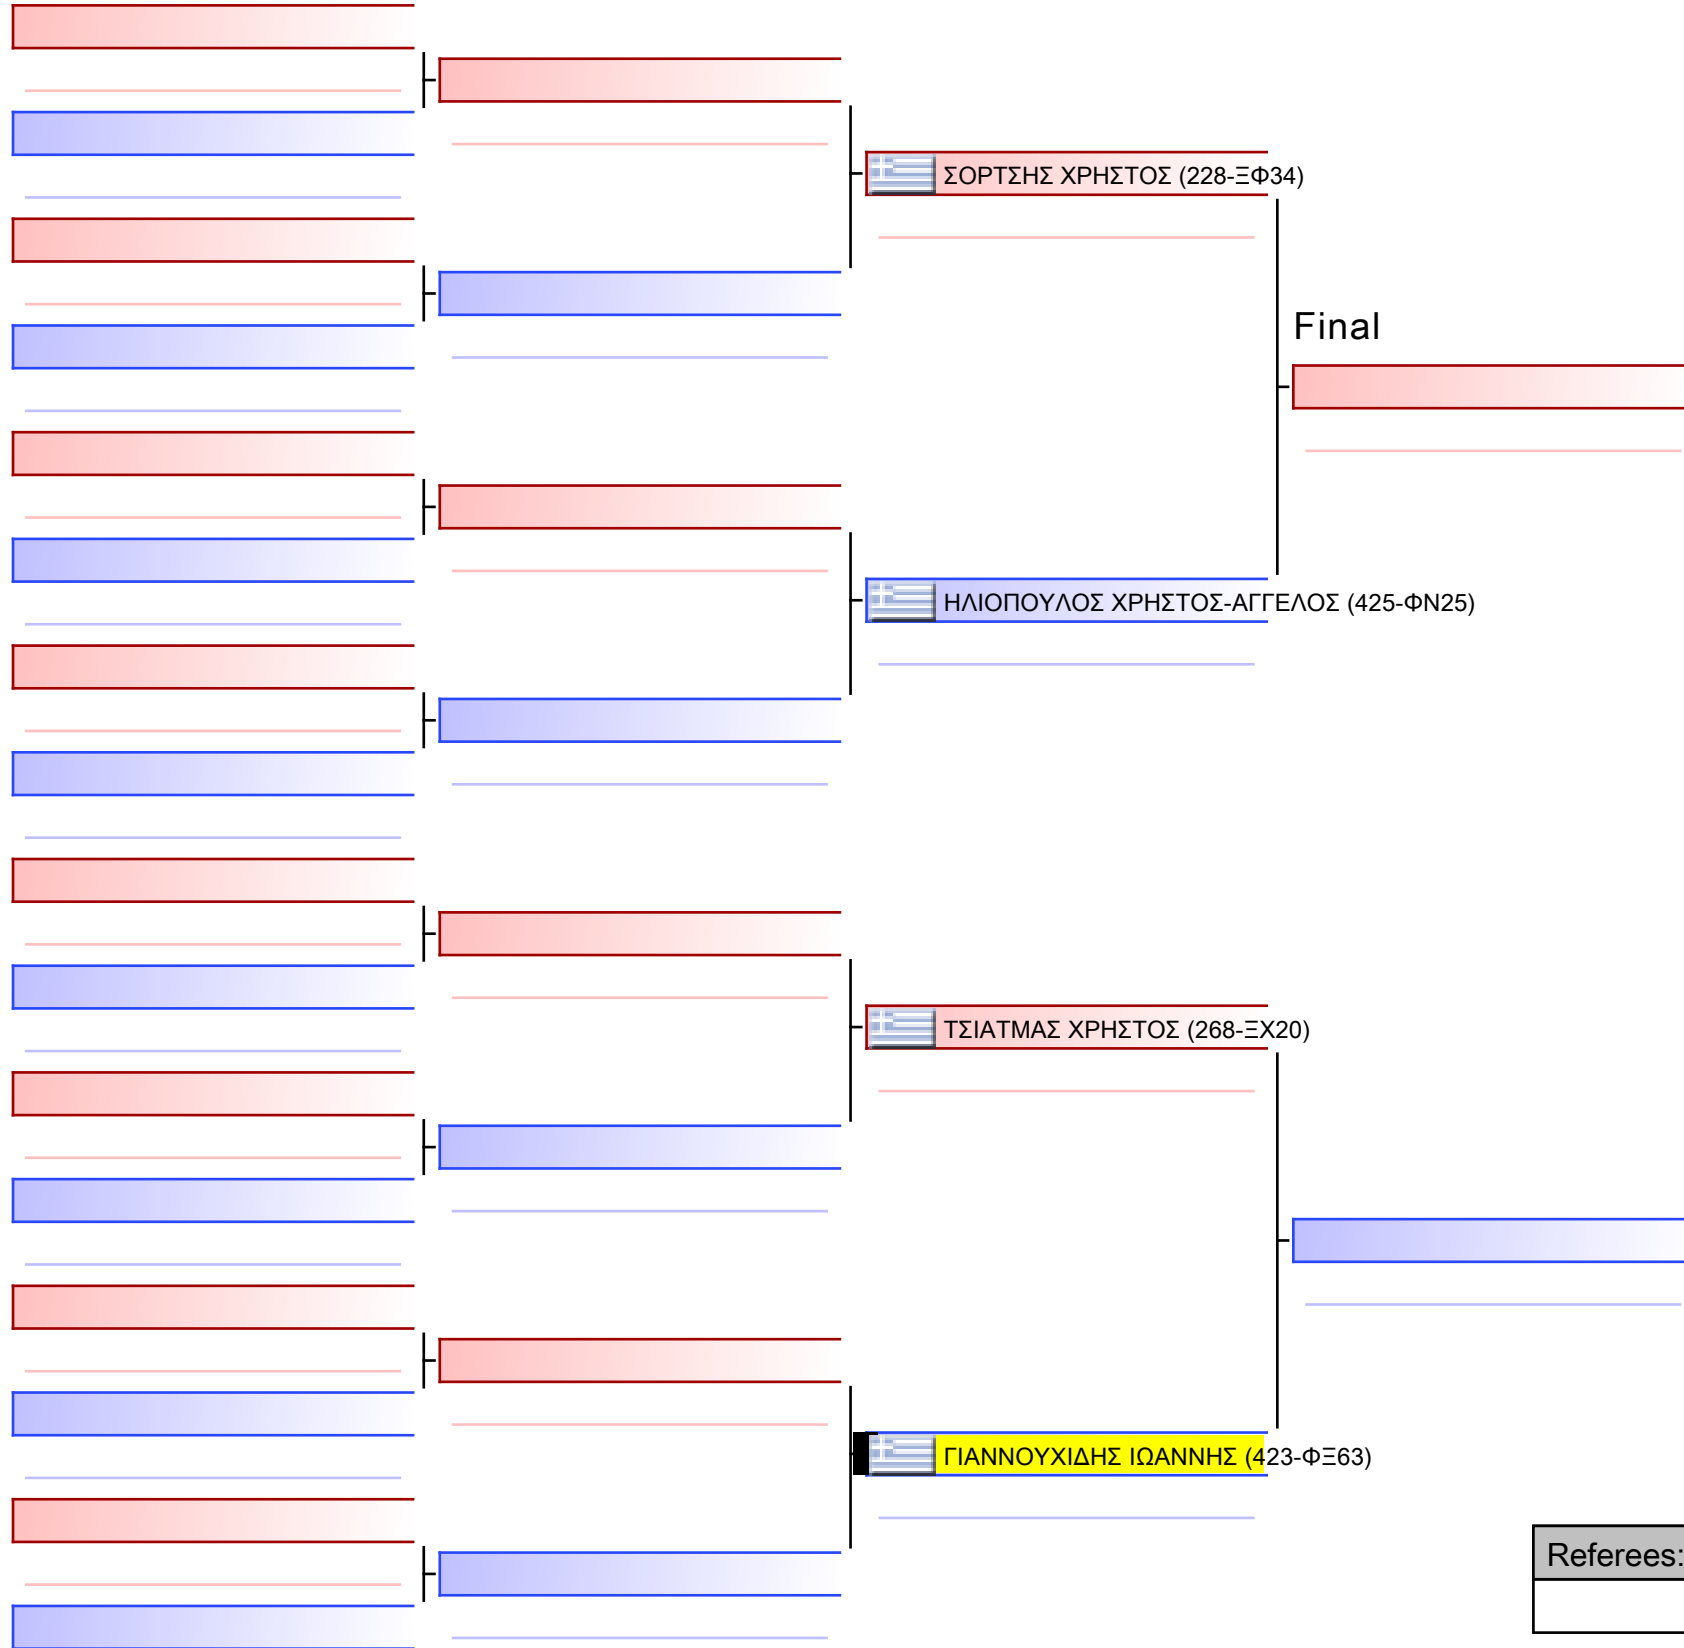 ΣΟΡΤΣΗΣ ΧΡΗΣΤΟΣ (228-ΞΦ34)
Final
ΗΛΙΟΠΟΥΛΟΣ ΧΡΗΣΤΟΣ-ΑΓΓΕΛΟΣ (425-ΦΝ25)
ΤΣΙΑΤΜΑΣ ΧΡΗΣΤΟΣ (268-ΞΧ20)
ΓΙΑΝΝΟΥΧΙΔΗΣ ΙΩΑΝΝΗΣ (423-ΦΞ63)
Referees: